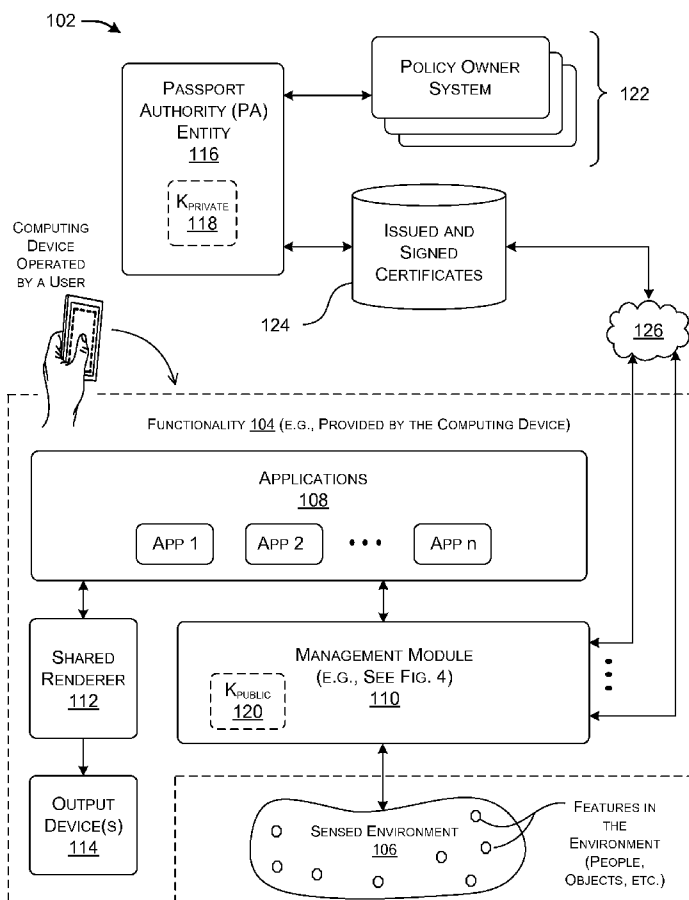 102
PASSPORT
AUTHORITY (PA)
ENTITY
116
KPRIVATE
118
POLICY OWNER
SYSTEM
122
ISSUED AND
SIGNED
CERTIFICATES
124
126
COMPUTING
DEVICE
OPERATED
BY A USER
FUNCTIONALITY 104 (E.G., PROVIDED BY THE COMPUTING DEVICE)
APPLICATIONS
108
APP 1
APP 2
• • •
APP n
SHARED
RENDERER
112
MANAGEMENT MODULE
(E.G., SEE FIG. 4)
110
KPUBLIC
120
OUTPUT
DEVICE(S)
114
SENSED ENVIRONMENT
106
FEATURES IN
THE
ENVIRONMENT
(PEOPLE,
OBJECTS, ETC.)